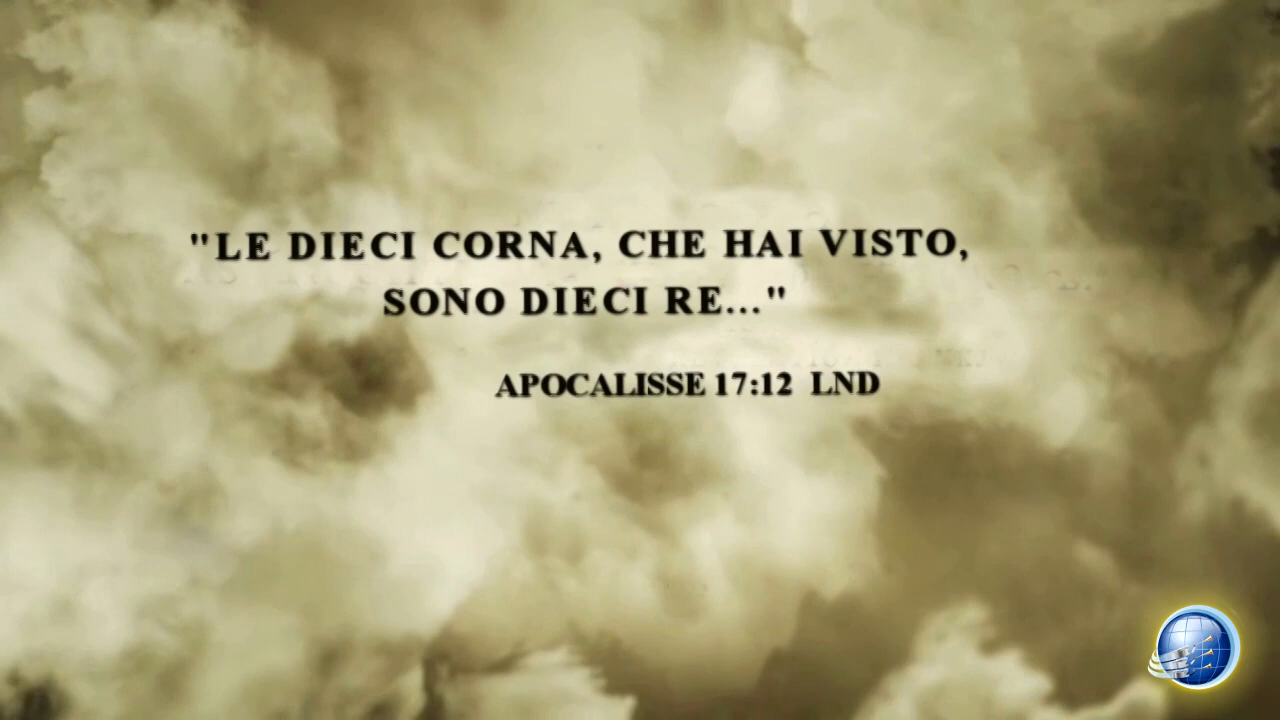 "LE DIECI CORNA, CHE HAI VISTO,
SONO DIECI RE..."
APOCALISSE 17:12 LND